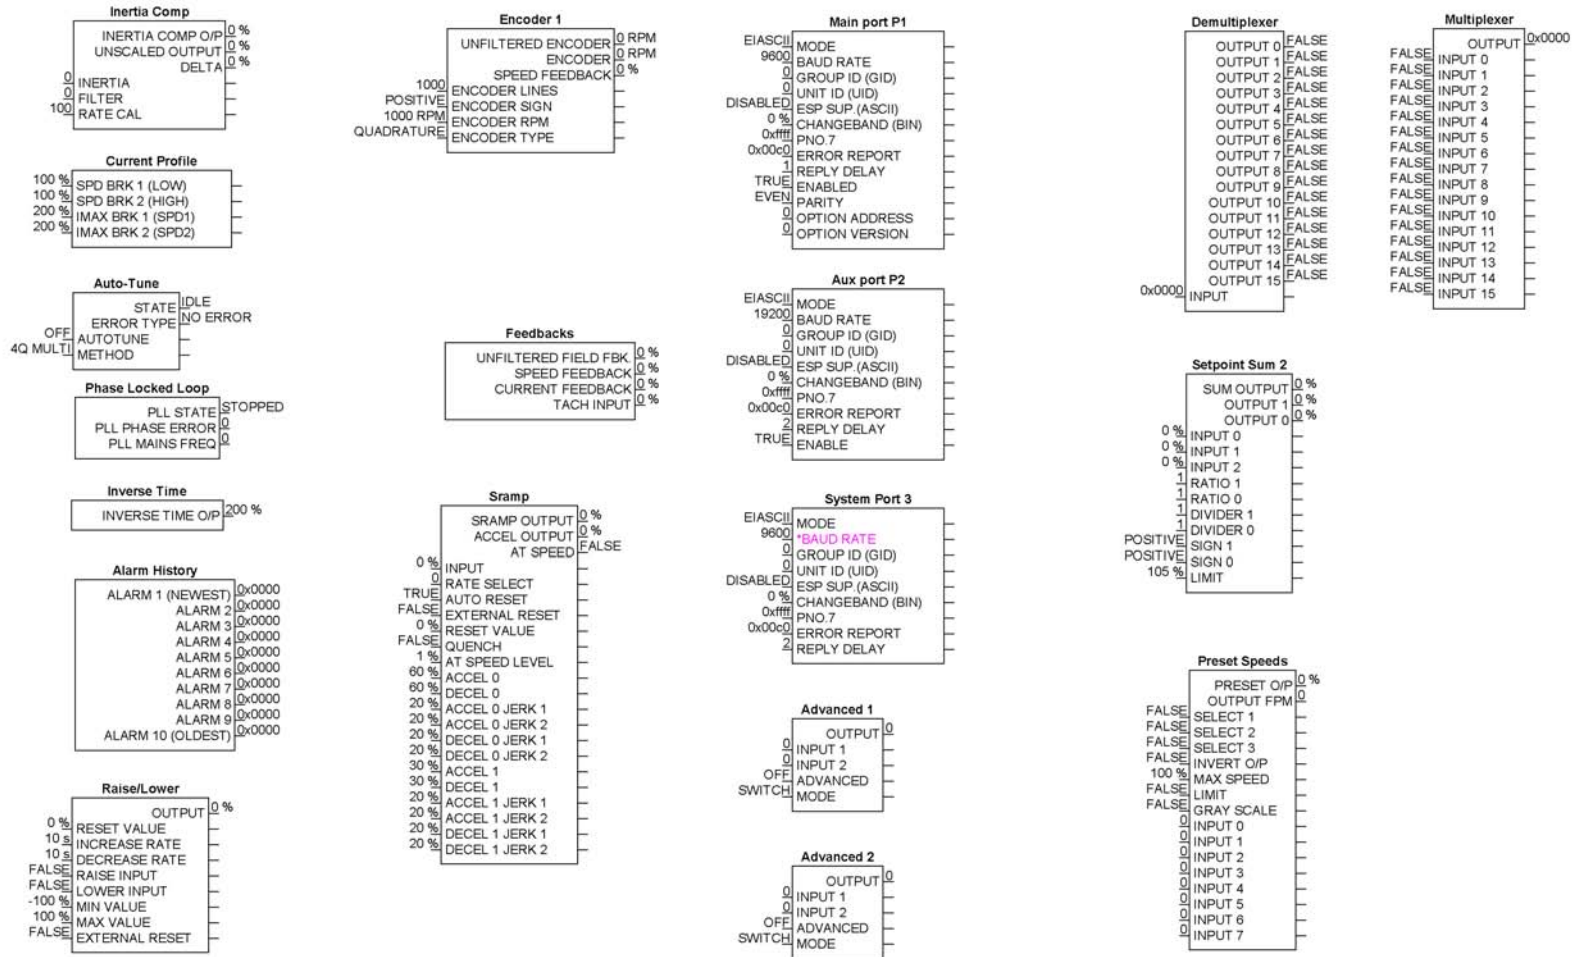 Inertia Comp
INERTIA COMP O/P 0 %
UNSCALED OUTPUT 0 %
DELTA 0 %
0 INERTIA
0 FILTER
100 RATE CAL
Current Profile
100 % SPD BRK 1 (LOW)
100 % SPD BRK 2 (HIGH)
200 % IMAX BRK 1 (SPD1)
200 % IMAX BRK 2 (SPD2)
Auto-Tune
STATE IDLE
ERROR TYPE NO ERROR
OFF AUTOTUNE
4Q MULTI METHOD
Phase Locked Loop
PLL STATE STOPPED
PLL PHASE ERROR 0
PLL MAINS FREQ 0
Inverse Time
INVERSE TIME O/P 200 %
Alarm History
ALARM 1 (NEWEST) 0x0000
ALARM 2 0x0000
ALARM 3 0x0000
ALARM 4 0x0000
ALARM 5 0x0000
ALARM 6 0x0000
ALARM 7 0x0000
ALARM 8 0x0000
ALARM 9 0x0000
ALARM 10 (OLDEST) 0x0000
Raise/Lower
OUTPUT 0 %
0 % RESET VALUE
10 s INCREASE RATE
10 s DECREASE RATE
FALSE RAISE INPUT
FALSE LOWER INPUT
-100 % MIN VALUE
100 % MAX VALUE
FALSE EXTERNAL RESET
Encoder 1
UNFILTERED ENCODER 0 RPM
ENCODER 0 RPM
SPEED FEEDBACK 0 %
1000 ENCODER LINES
POSITIVE ENCODER SIGN
1000 RPM ENCODER RPM
QUADRATURE ENCODER TYPE
Feedbacks
UNFILTERED FIELD FBK. 0 %
SPEED FEEDBACK 0 %
CURRENT FEEDBACK 0 %
TACH INPUT 0 %
Sramp
SRAMP OUTPUT 0 %
ACCEL OUTPUT 0 %
AT SPEED FALSE
0 % INPUT
0 RATE SELECT
TRUE AUTO RESET
FALSE EXTERNAL RESET
0 % RESET VALUE
FALSE QUENCH
1 % AT SPEED LEVEL
60 % ACCEL 0
60 % DECEL 0
20 % ACCEL 0 JERK 1
20 % ACCEL 0 JERK 2
20 % DECEL 0 JERK 1
20 % DECEL 0 JERK 2
30 % ACCEL 1
30 % DECEL 1
20 % ACCEL 1 JERK 1
20 % ACCEL 1 JERK 2
20 % DECEL 1 JERK 1
20 % DECEL 1 JERK 2
Main port P1
EIASCII MODE
9600 BAUD RATE
0 GROUP ID (GID)
0 UNIT ID (UID)
DISABLED ESP SUP.(ASCII)
0 % CHANGEBAND (BIN)
0xffff PNO.7
0x00c0 ERROR REPORT
1 REPLY DELAY
TRUE ENABLED
EVEN PARITY
0 OPTION ADDRESS
0 OPTION VERSION
Aux port P2
EIASCII MODE
19200 BAUD RATE
0 GROUP ID (GID)
0 UNIT ID (UID)
DISABLED ESP SUP.(ASCII)
0 % CHANGEBAND (BIN)
0xffff PNO.7
0x00c0 ERROR REPORT
2 REPLY DELAY
TRUE ENABLE
System Port 3
EIASCII MODE
9600 *BAUD RATE
0 GROUP ID (GID)
0 UNIT ID (UID)
DISABLED ESP SUP.(ASCII)
0 % CHANGEBAND (BIN)
0xffff PNO.7
0x00c0 ERROR REPORT
2 REPLY DELAY
Advanced 1
OUTPUT 0
0 INPUT 1
0 INPUT 2
OFF ADVANCED
SWITCH MODE
Advanced 2
OUTPUT 0
0 INPUT 1
0 INPUT 2
OFF ADVANCED
SWITCH MODE
Demultiplexer
OUTPUT 0 FALSE
OUTPUT 1 FALSE
OUTPUT 2 FALSE
OUTPUT 3 FALSE
OUTPUT 4 FALSE
OUTPUT 5 FALSE
OUTPUT 6 FALSE
OUTPUT 7 FALSE
OUTPUT 8 FALSE
OUTPUT 9 FALSE
OUTPUT 10 FALSE
OUTPUT 11 FALSE
OUTPUT 12 FALSE
OUTPUT 13 FALSE
OUTPUT 14 FALSE
OUTPUT 15 FALSE
0x0000 INPUT
Setpoint Sum 2
SUM OUTPUT 0 %
OUTPUT 1 0 %
OUTPUT 0 0 %
0 % INPUT 0
0 % INPUT 1
0 % INPUT 2
1 RATIO 1
1 RATIO 0
1 DIVIDER 1
1 DIVIDER 0
POSITIVE SIGN 1
POSITIVE SIGN 0
105 % LIMIT
Preset Speeds
PRESET O/P 0 %
OUTPUT FPM 0
FALSE SELECT 1
FALSE SELECT 2
FALSE SELECT 3
FALSE INVERT O/P
100 % MAX SPEED
FALSE LIMIT
FALSE GRAY SCALE
0 INPUT 0
0 INPUT 1
0 INPUT 2
0 INPUT 3
0 INPUT 4
0 INPUT 5
0 INPUT 6
0 INPUT 7
Multiplexer
OUTPUT 0x0000
FALSE INPUT 0
FALSE INPUT 1
FALSE INPUT 2
FALSE INPUT 3
FALSE INPUT 4
FALSE INPUT 5
FALSE INPUT 6
FALSE INPUT 7
FALSE INPUT 8
FALSE INPUT 9
FALSE INPUT 10
FALSE INPUT 11
FALSE INPUT 12
FALSE INPUT 13
FALSE INPUT 14
FALSE INPUT 15